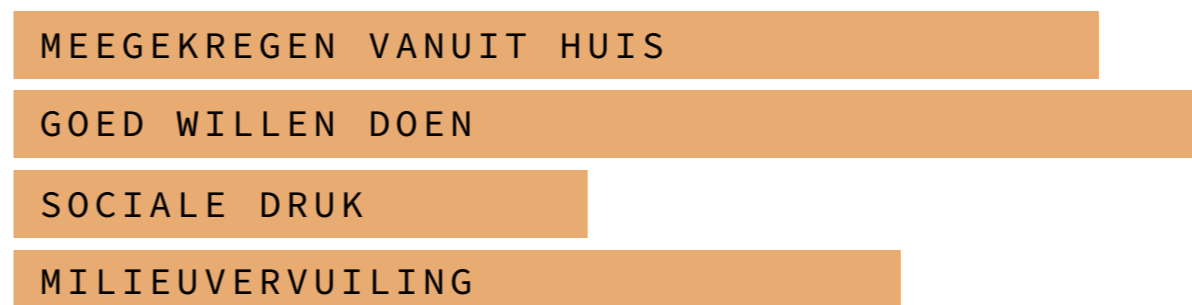 MEEGEKREGEN VANUIT HUIS
GOED WILLEN DOEN
SOCIALE DRUK
MILIEUVERVUILING